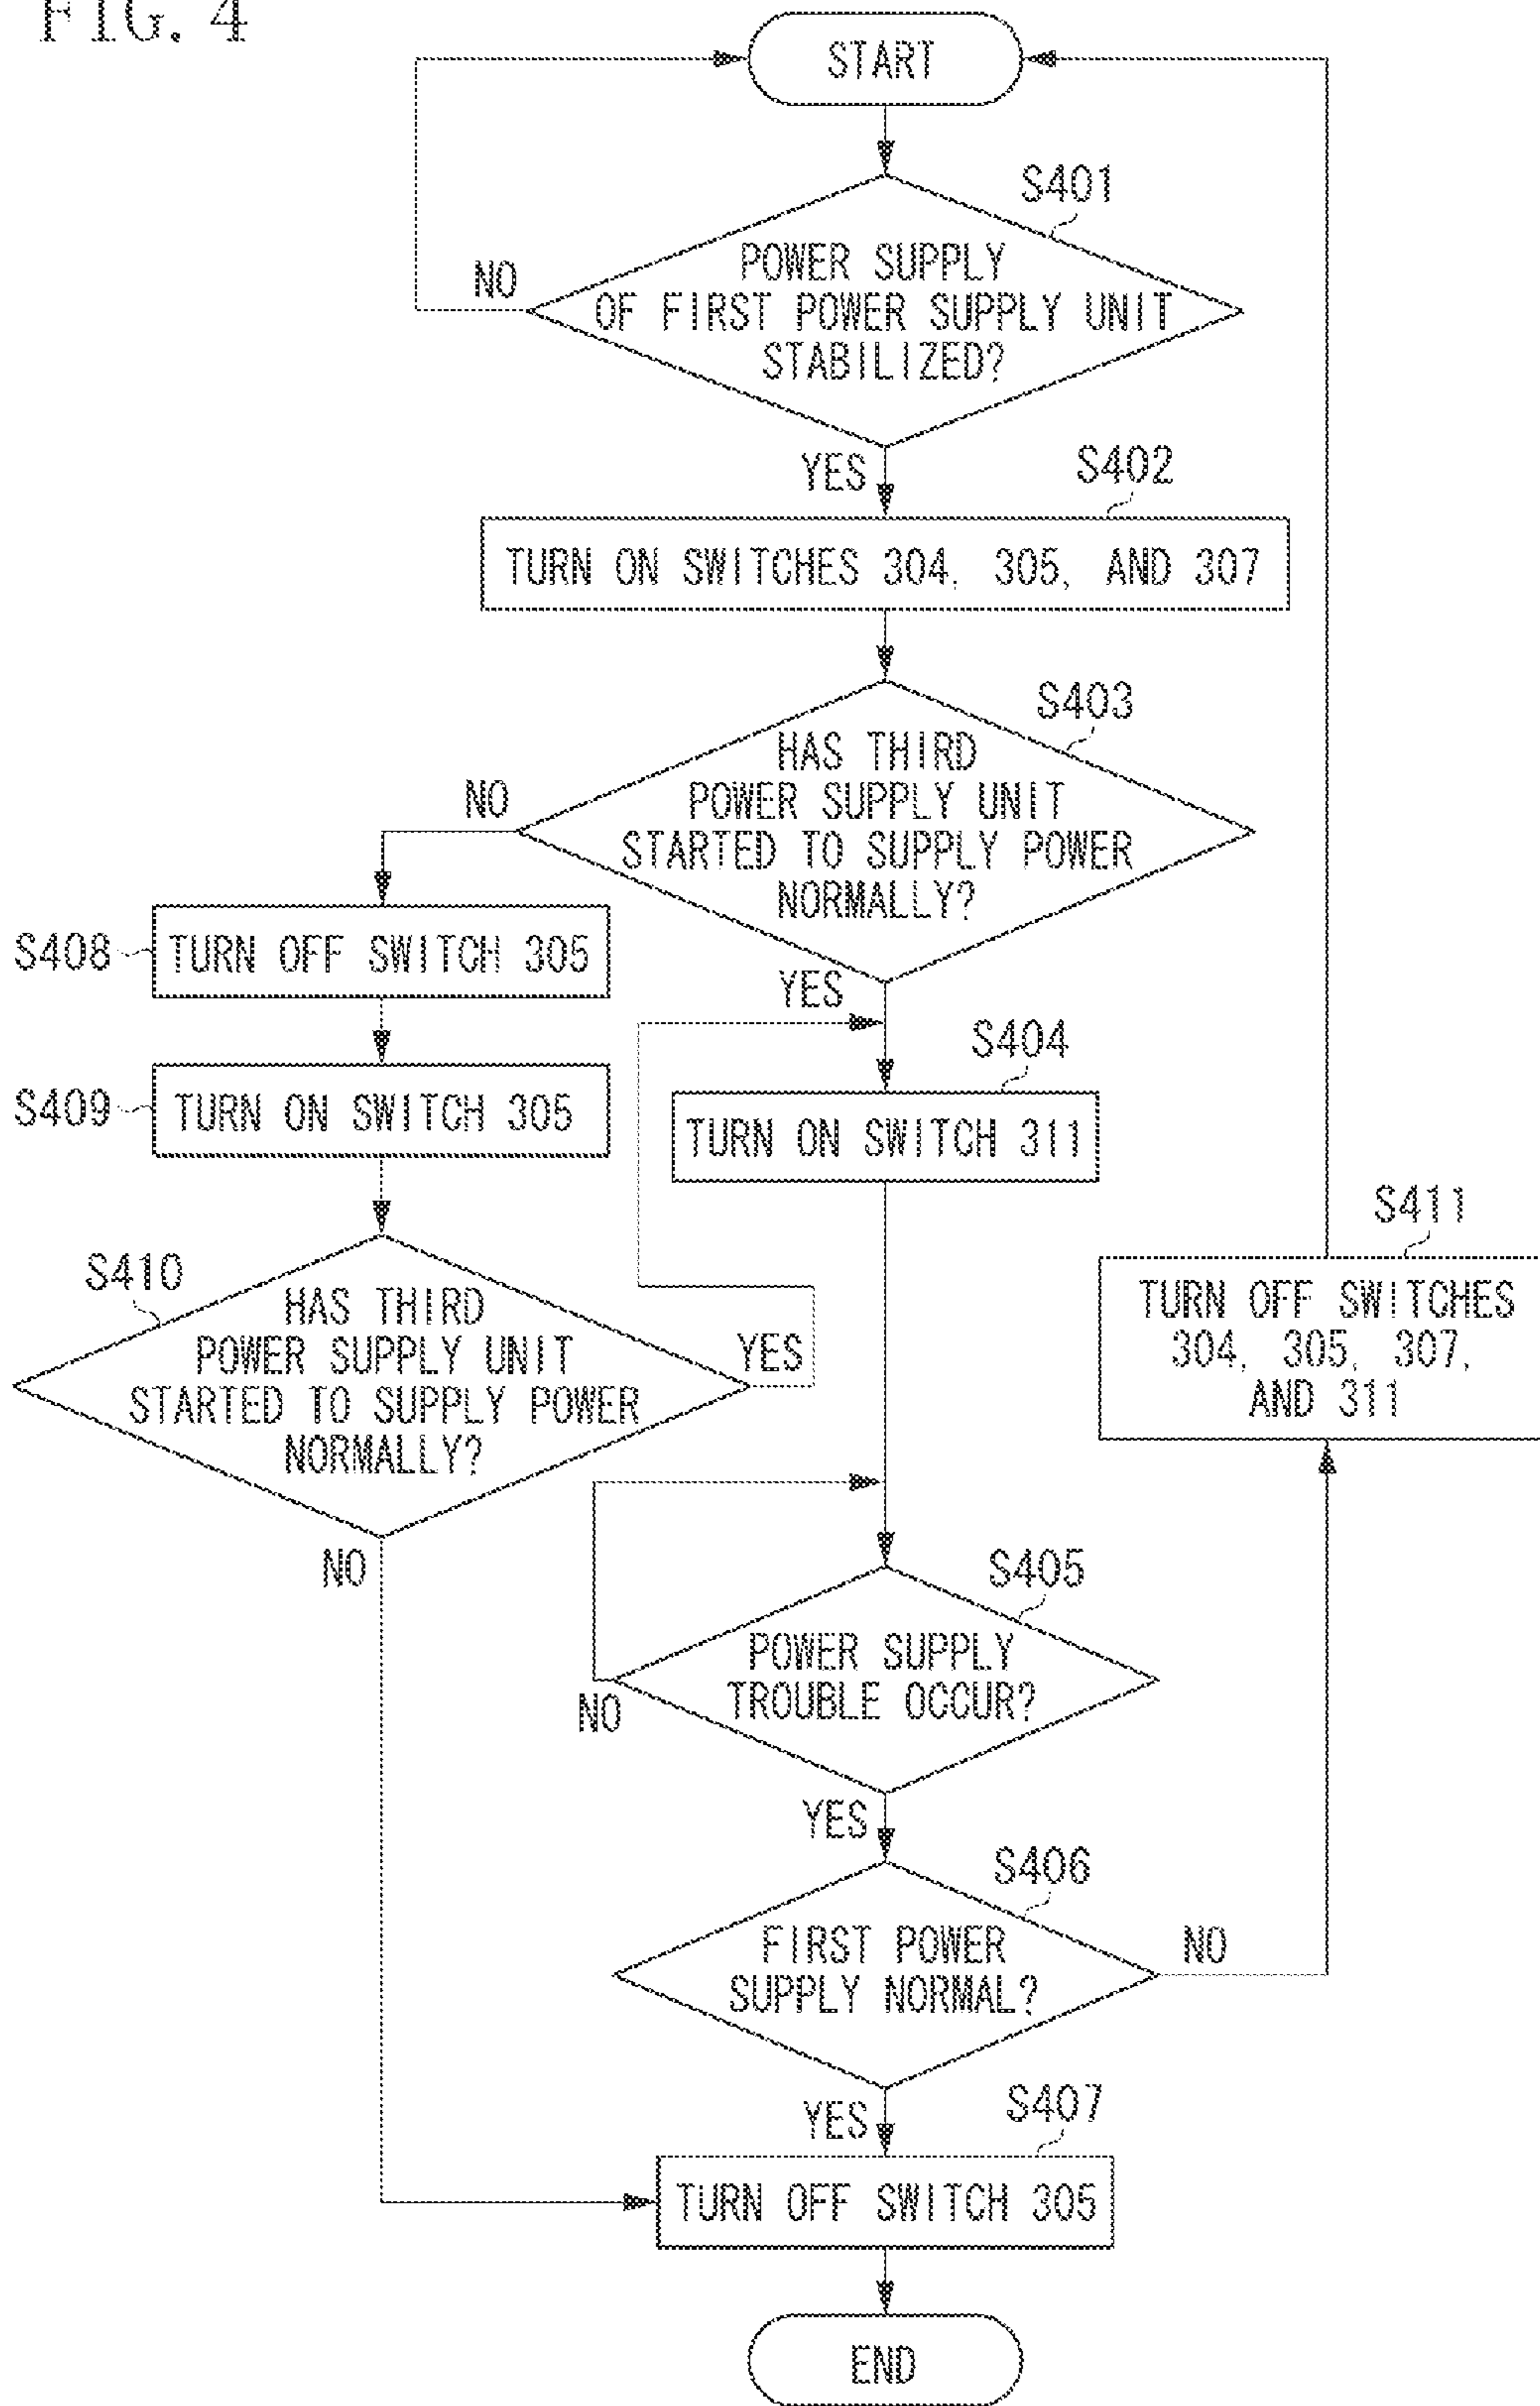 FIG. 4
START
S401
POWER SUPPLY
OF FIRST POWER SUPPLY UNIT
STABILIZED?
NO
YES
S402
TURN ON SWITCHES 304, 305, AND 307
S403
HAS THIRD
POWER SUPPLY UNIT
STARTED TO SUPPLY POWER
NORMALLY?
NO
YES
S408
TURN OFF SWITCH 305
S409
TURN ON SWITCH 305
S404
TURN ON SWITCH 311
S410
HAS THIRD
POWER SUPPLY UNIT
STARTED TO SUPPLY POWER
NORMALLY?
YES
NO
S411
TURN OFF SWITCHES
304, 305, 307,
AND 311
S405
POWER SUPPLY
TROUBLE OCCUR?
NO
YES
S406
FIRST POWER
SUPPLY NORMAL?
NO
YES
S407
TURN OFF SWITCH 305
END